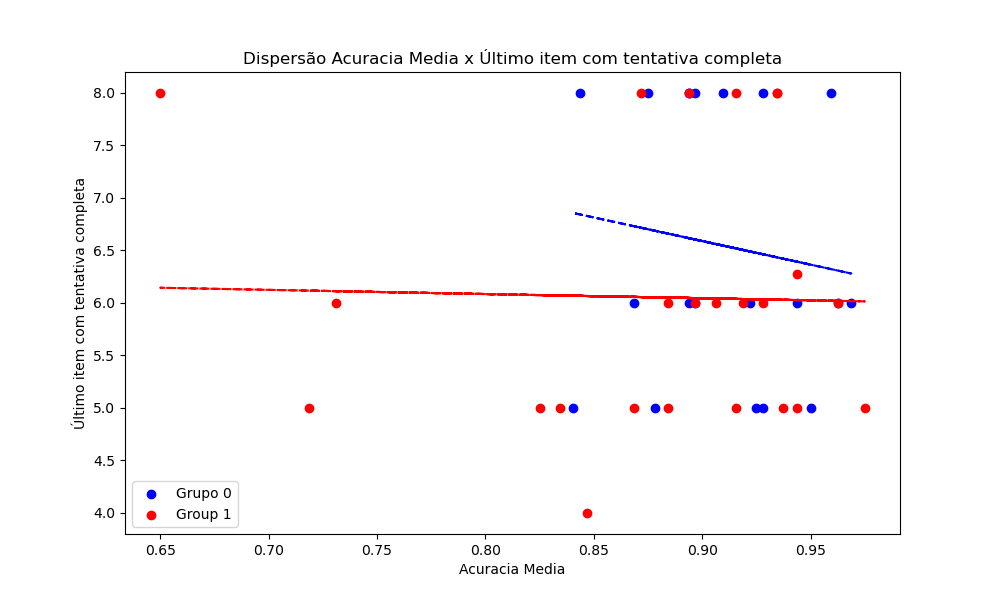 Dispersão Acuracia Media x Último item com tentativa completa
Último item com tentativa completa
8.0
7.5
7.0
6.5
6.0
5.5
5.0
4.5
4.0
Grupo 0
Group 1
0.65 0.70 0.75 0.80 0.85 0.90 0.95
Acuracia Media